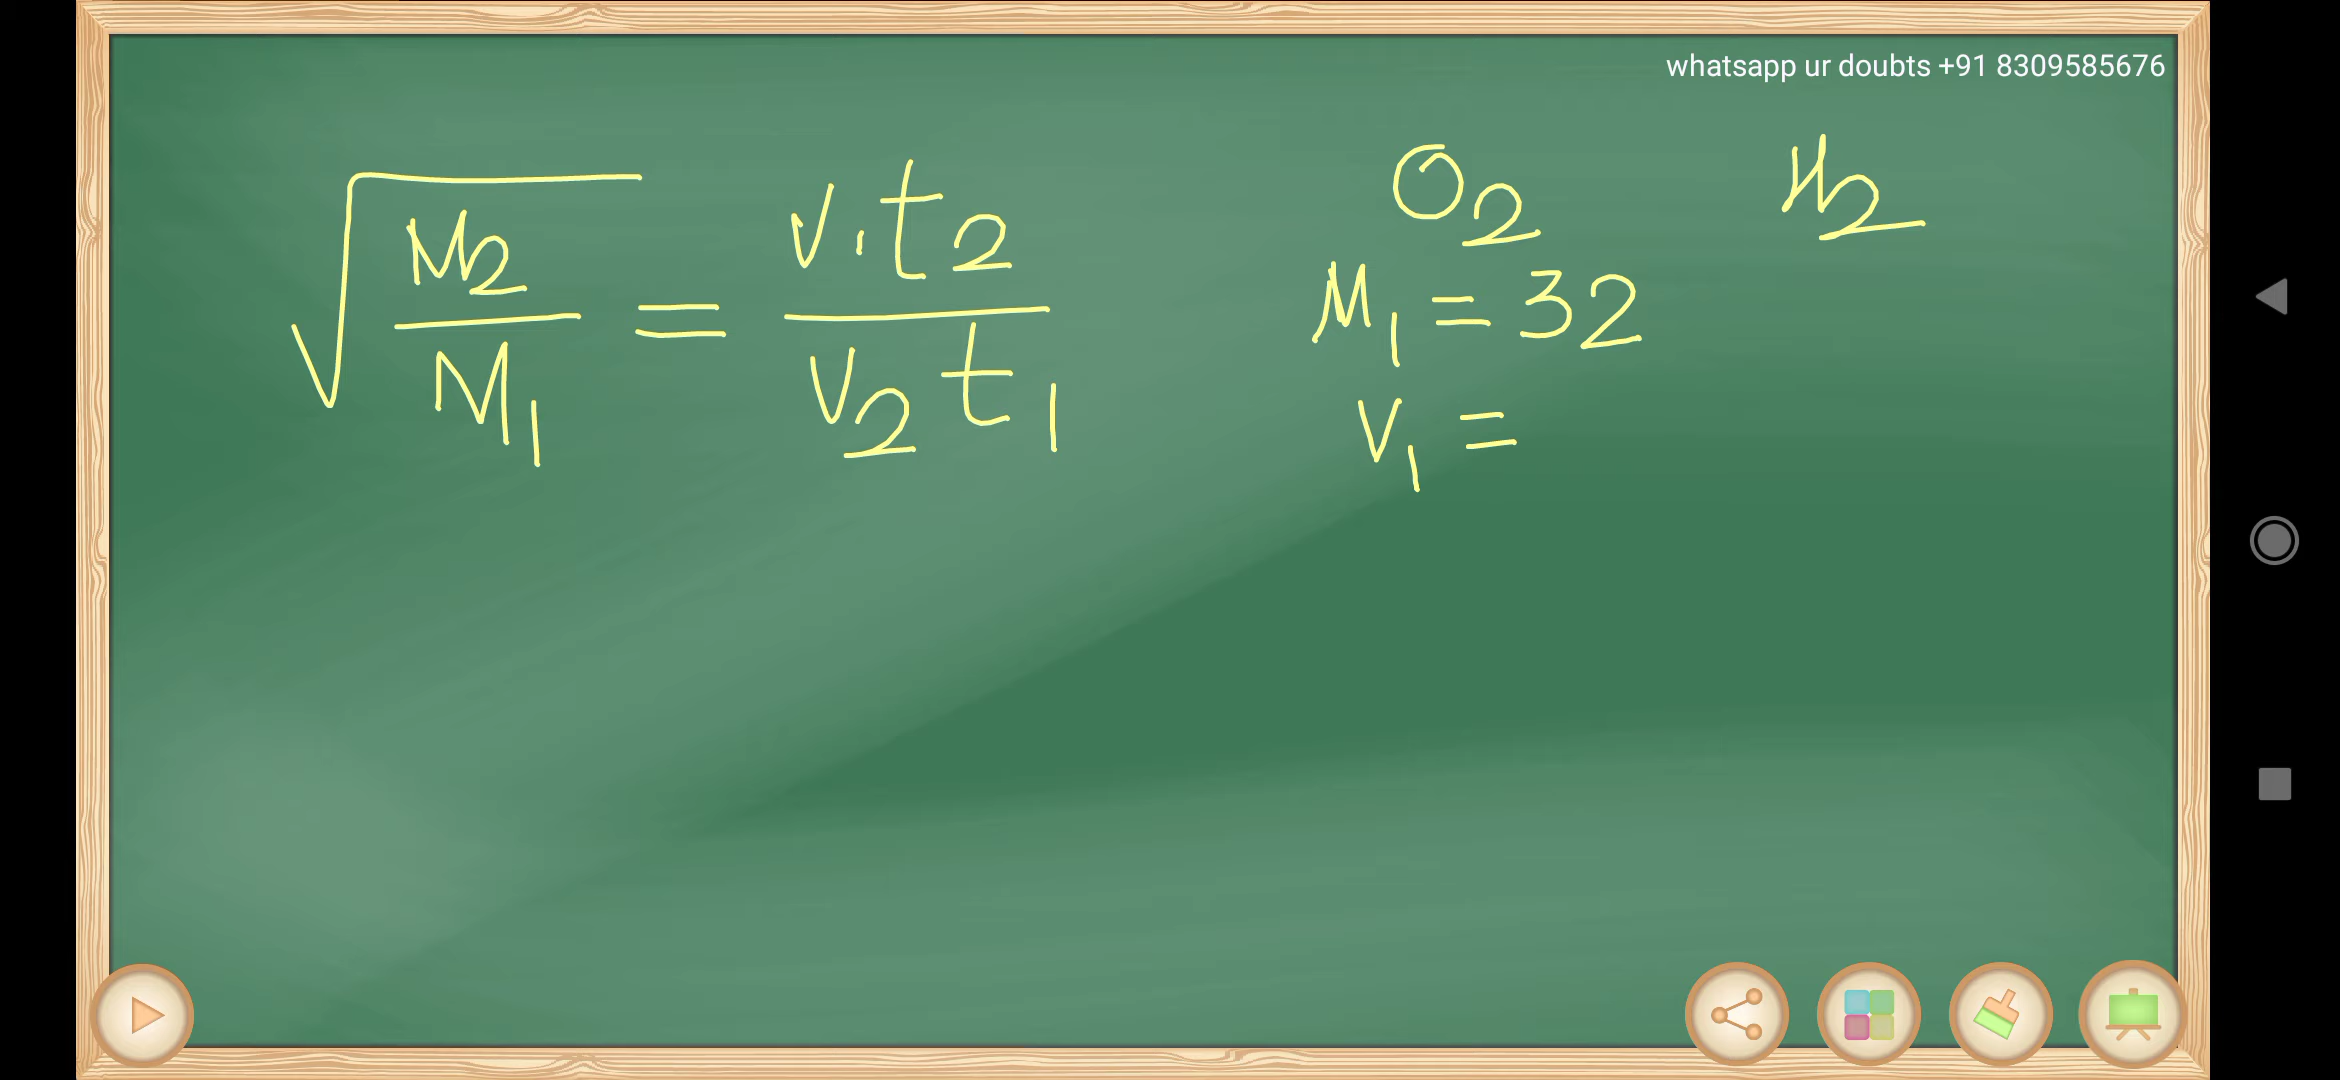 whatsapp ur doubts +91 8309585676
√(M2/M1) = V1t2/V2t1
O2 H2
M1 = 32
V1 =